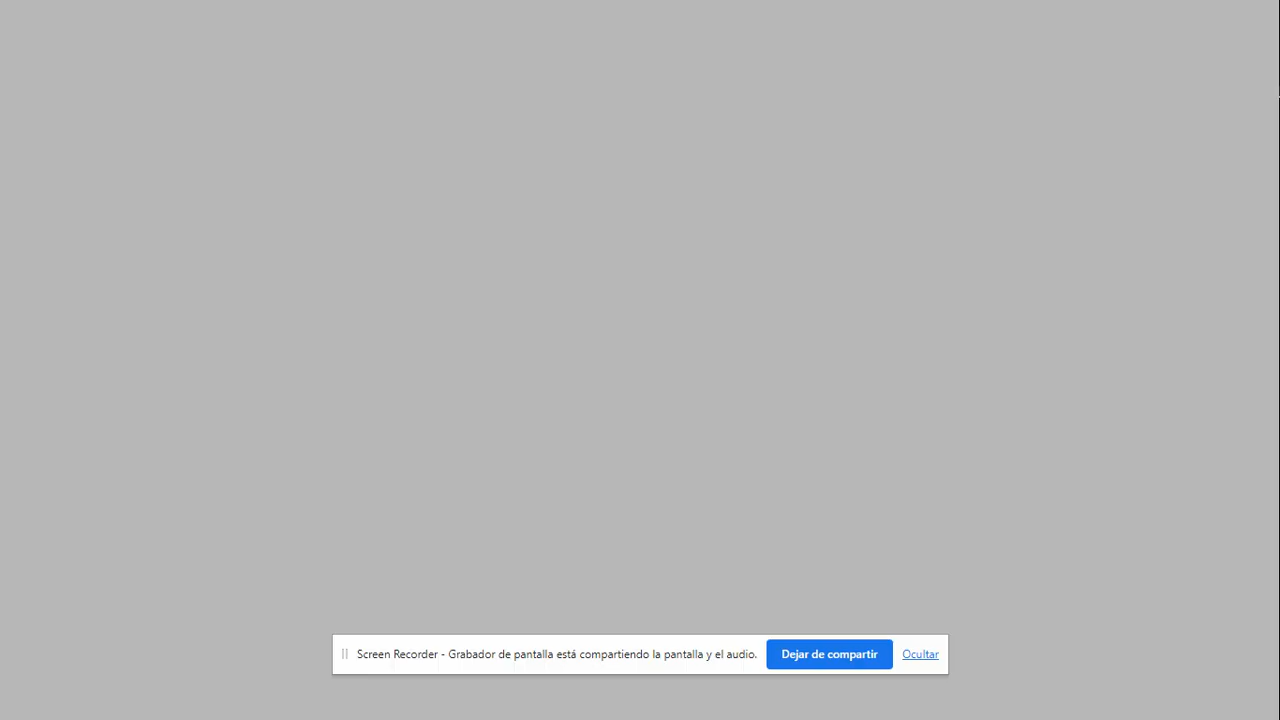 Screen Recorder - Grabador de pantalla está compartiendo la pantalla y el audio. Dejar de compartir Ocultar